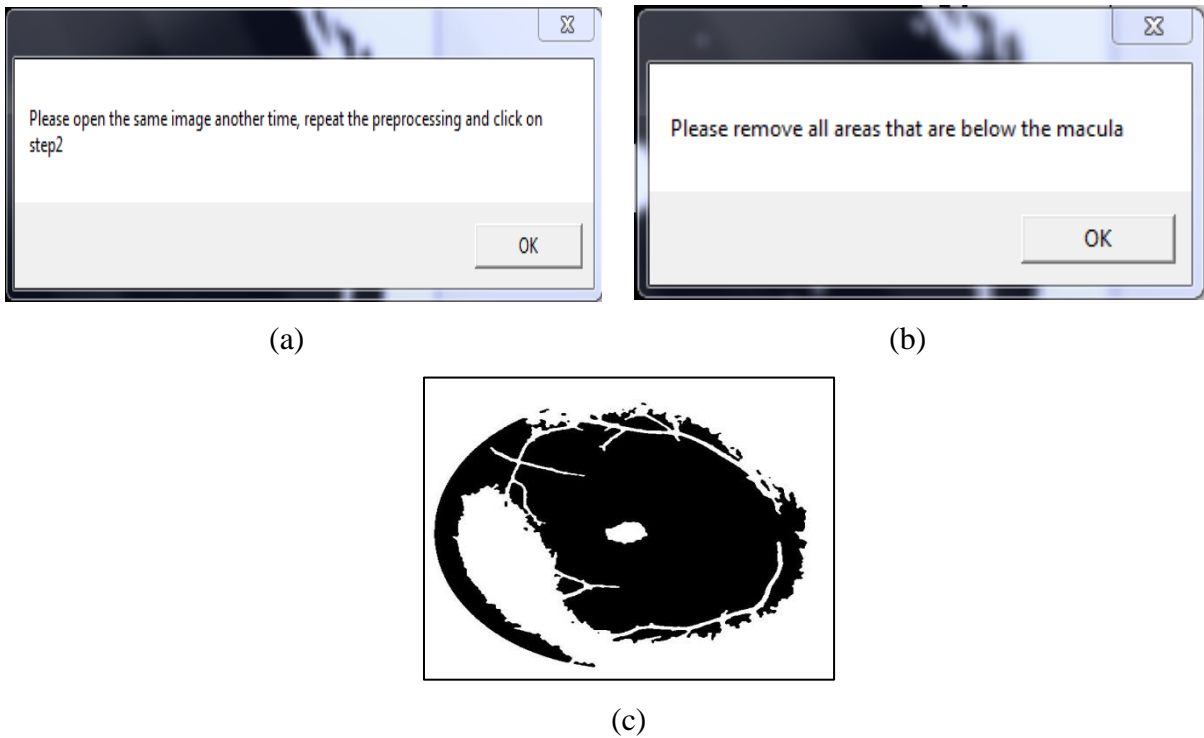 Please open the same image another time, repeat the preprocessing and click on
step2
OK
(a)
Please remove all areas that are below the macula
OK
(b)
(c)